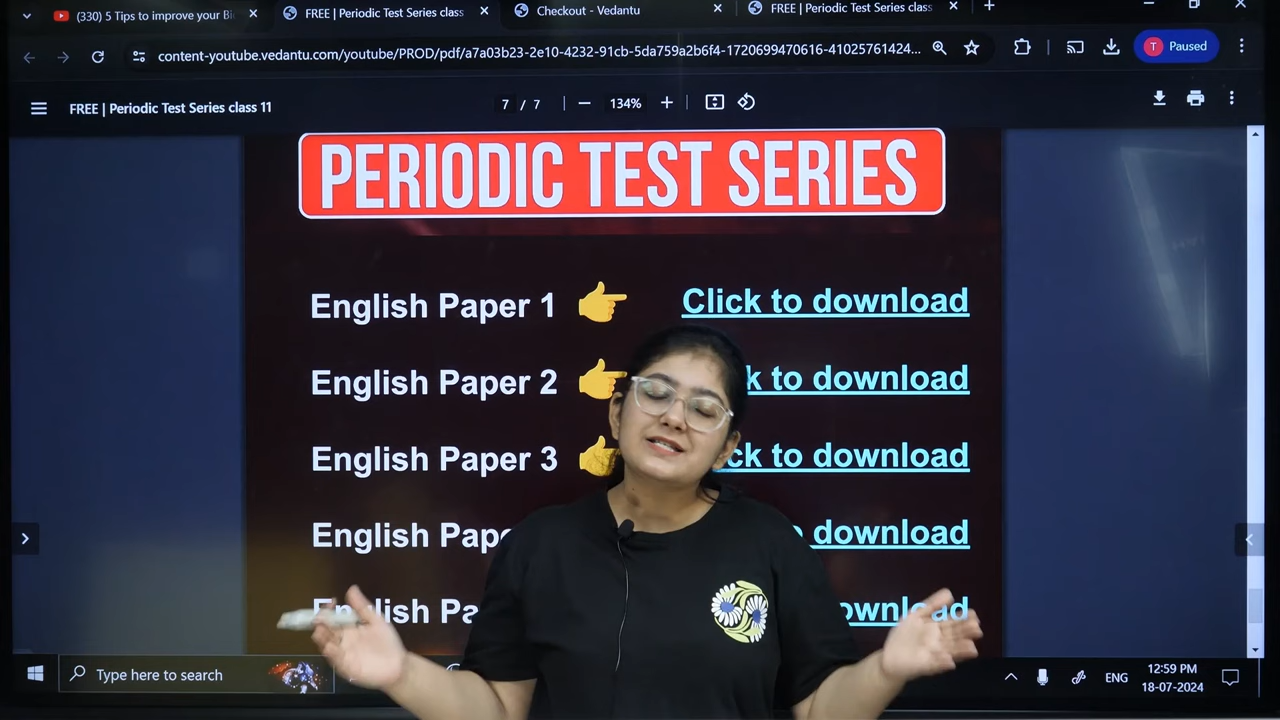 (330) 5 Tips to improve your Bi
FREE | Periodic Test Series class
Checkout - Vedantu
FREE | Periodic Test Series class
content-youtube.vedantu.com/youtube/PROD/pdf/a7a03b23-2e10-4232-91cb-5da759a2b6f4-1720699470616-41025761424...
T Paused
FREE | Periodic Test Series class 11
7 / 7
134%
PERIODIC TEST SERIES
English Paper 1 Click to download
English Paper 2 k to download
English Paper 3 ck to download
English Pape download
English Pa download
Type here to search
ENG
12:59 PM
18-07-2024